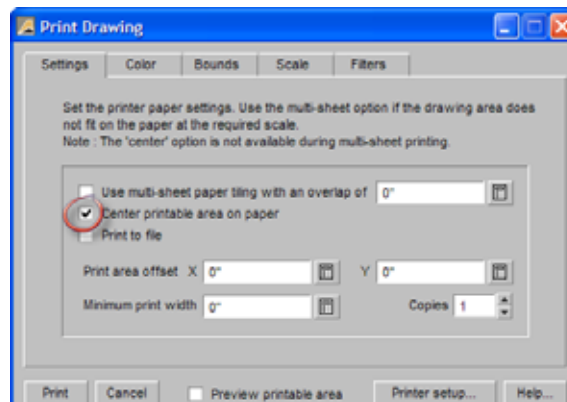 Print Drawing
Settings Color Bounds Scale Filters
Set the printer paper settings. Use the multi-sheet option if the drawing area does
not fit on the paper at the required scale.
Note : The 'center' option is not available during multi-sheet printing.
Use multi-sheet paper tiling with an overlap of 0"
Center printable area on paper
Print to file
Print area offset X 0" Y 0"
Minimum print width 0" Copies 1
Print Cancel Preview printable area Printer setup... Help...